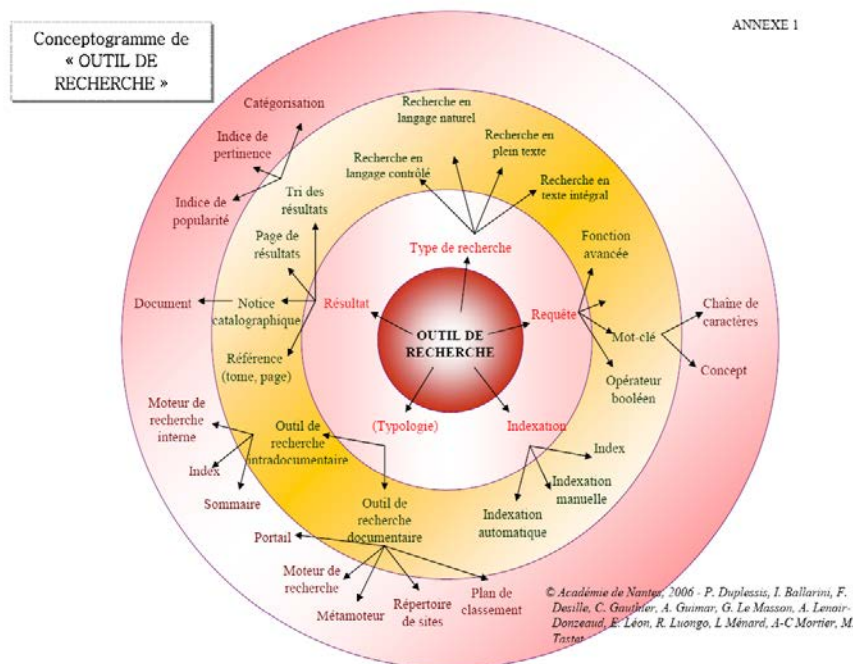 Conceptogramme de
« OUTIL DE
RECHERCHE »
ANNEXE 1
Catégorisation
Indice de
pertinence
Indice de
popularité
Recherche en
langage naturel
Recherche en
plein texte
Recherche en
langage contrôlé
Recherche en
texte intégral
Tri des
résultats
Page de
résultats
Type de recherche
Fonction
avancée
Document
Notice
catalographique
Résultat
OUTIL DE
RECHERCHE
Requête
Mot-clé
Chaîne de
caractères
Référence
(tome, page)
Opérateur
booléen
Concept
Moteur de
recherche
interne
Outil de
recherche
intradocumentaire
(Typologie)
Indexation
Index
Index
Sommaire
Indexation
manuelle
Indexation
automatique
Outil de
recherche
documentaire
Portail
Moteur de
recherche
Métamoteur
Répertoire
de sites
Plan de
classement
© Académie de Nantes, 2006 - P. Duplessis, I. Ballarini, F.
Desille, C. Gauthier, A. Guimar, G. Le Masson, A. Lenoir-
Donzeaud, E. Léon, R. Luongo, L Ménard, A-C Mortier, M.
Tastet